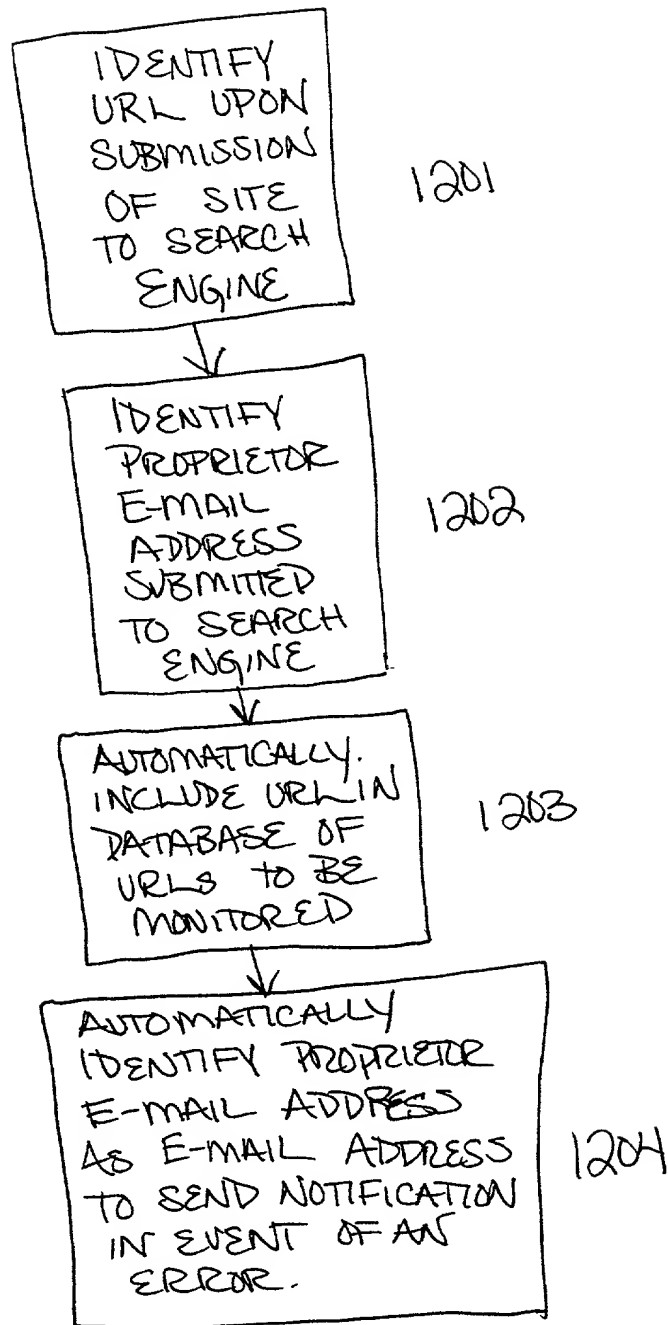 IDENTIFY
URL UPON
SUBMISSION
OF SITE
TO SEARCH
ENGINE
1201
IDENTIFY
PROPRIETOR
E-MAIL
ADDRESS
SUBMITTED
TO SEARCH
ENGINE
1202
AUTOMATICALLY.
INCLUDE URL IN
DATABASE OF
URLS TO BE
MONITORED
1203
AUTOMATICALLY
IDENTIFY PROPRIETOR
E-MAIL ADDRESS
AS E-MAIL ADDRESS
TO SEND NOTIFICATION
IN EVENT OF AN
ERROR.
1204